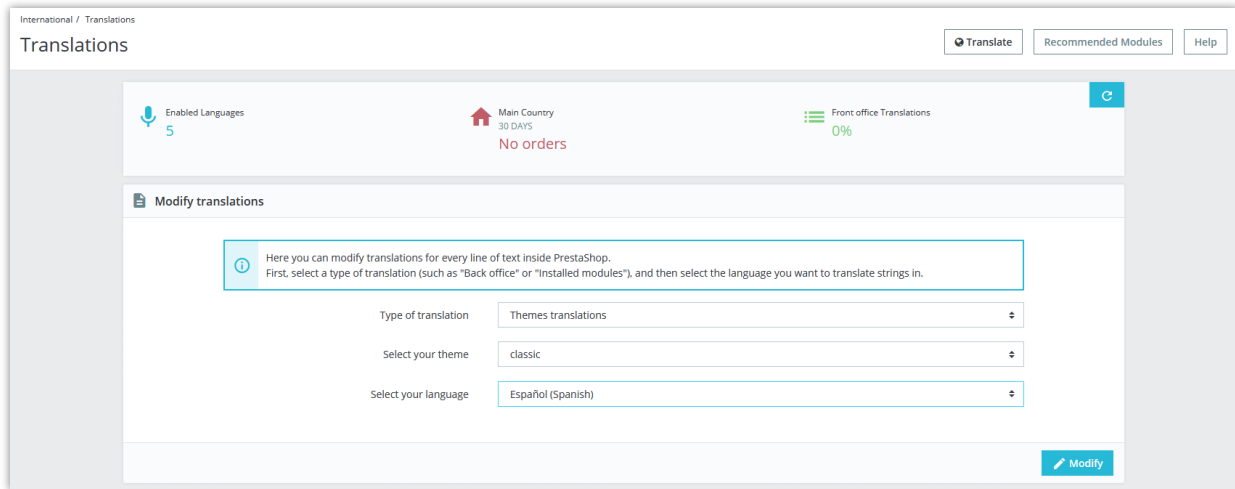 International / Translations
Translations
Translate
Recommended Modules
Help
Enabled Languages
5
Main Country
30 DAYS
No orders
Front office Translations
0%
Modify translations
Here you can modify translations for every line of text inside PrestaShop.
First, select a type of translation (such as "Back office" or "Installed modules"), and then select the language you want to translate strings in.
Type of translation
Themes translations
Select your theme
classic
Select your language
Español (Spanish)
Modify